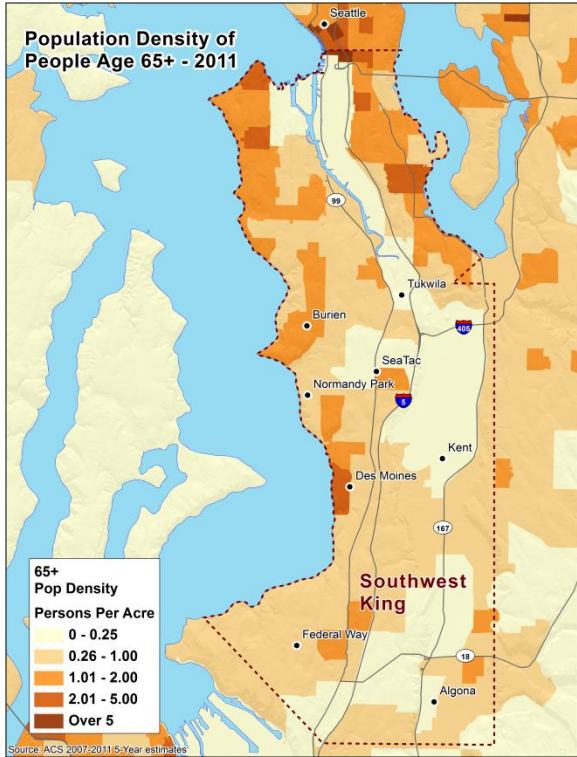 Population Density of
People Age 65+ - 2011
Seattle
99
Tukwila
Burien
405
SeaTac
Normandy Park
5
Kent
Des Moines
167
Southwest
King
Federal Way
18
Algona
65+
Pop Density
Persons Per Acre
0 - 0.25
0.26 - 1.00
1.01 - 2.00
2.01 - 5.00
Over 5
Source: ACS 2007-2011 5-Year estimates